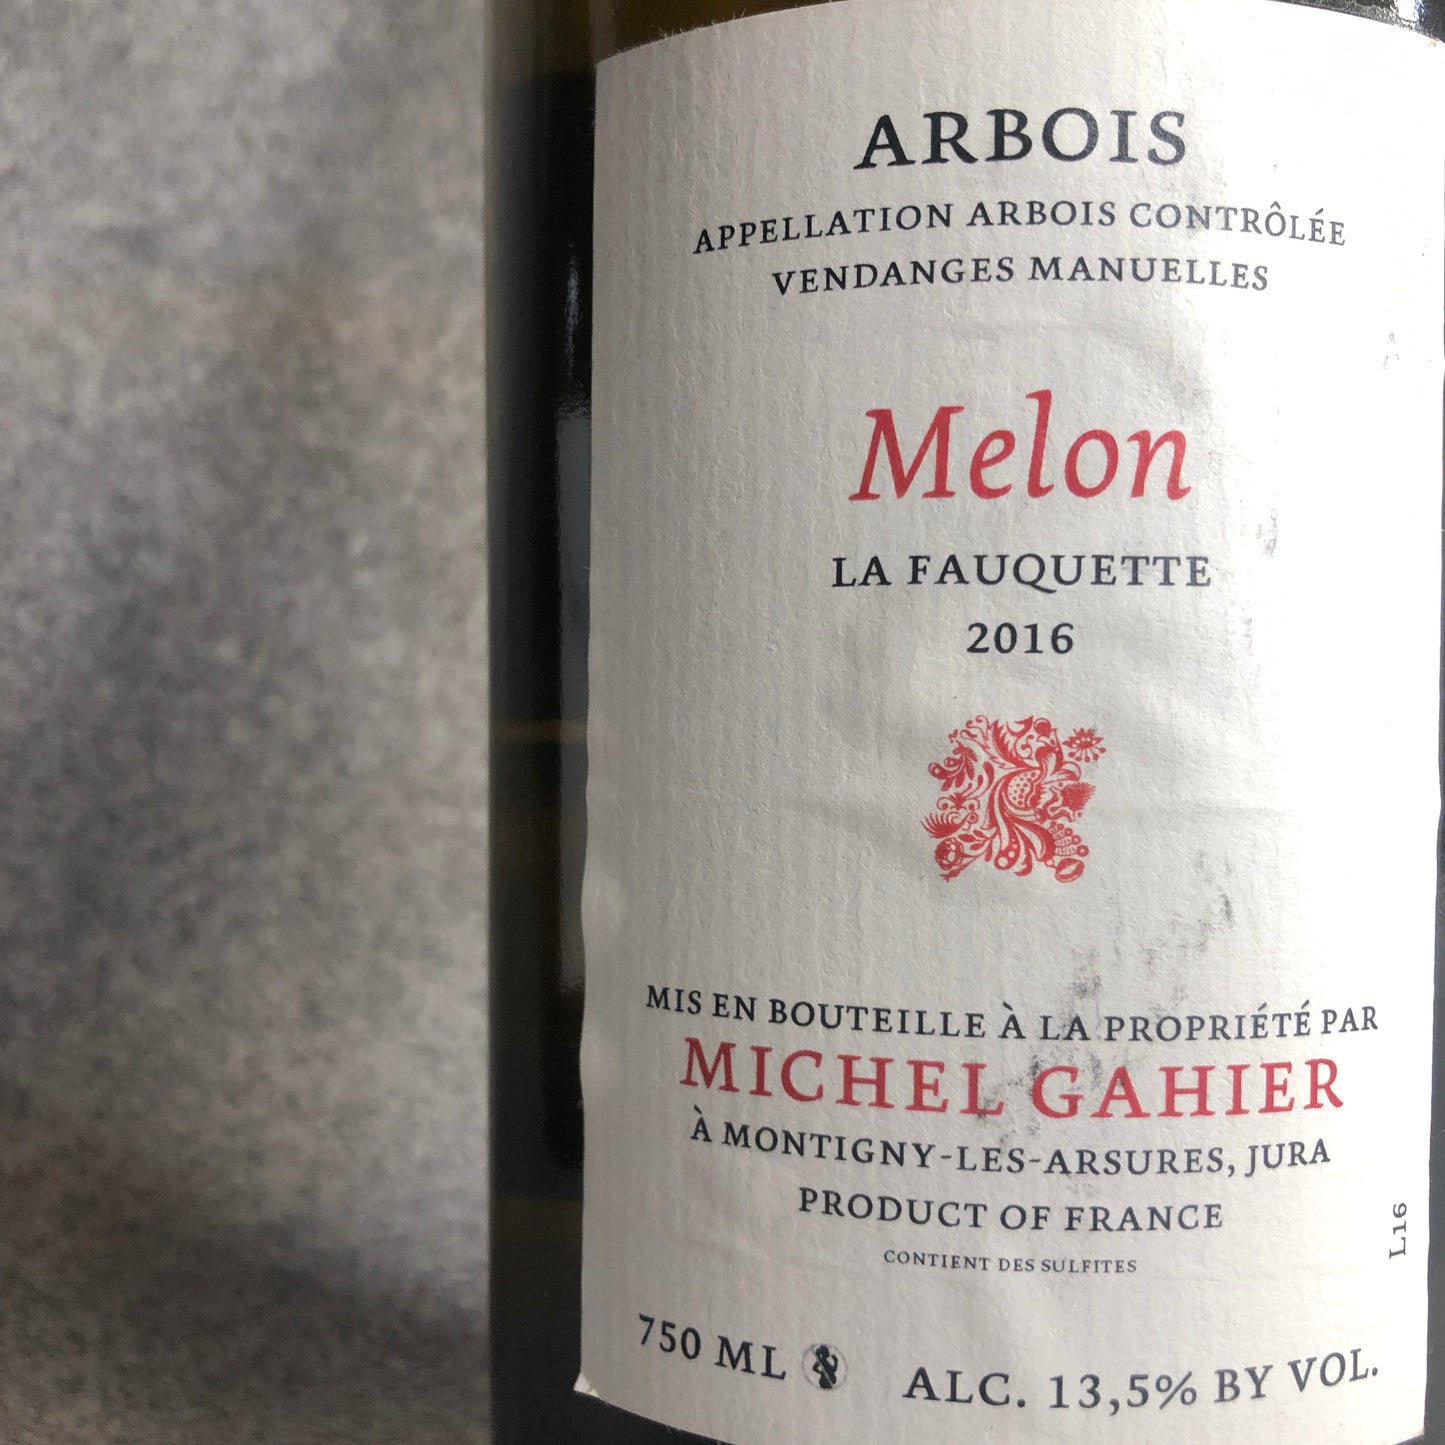 ARBOIS
APPELLATION ARBOIS CONTRÔLÉE
VENDANGES MANUELLES
Melon
LA FAUQUETTE
2016
MIS EN BOUTEILLE À LA PROPRIÉTÉ PAR
MICHEL GAHIER
À MONTIGNY-LES-ARSURES, JURA
PRODUCT OF FRANCE
CONTIENT DES SULFITES
L16
750 ML ALC. 13,5% BY VOL.